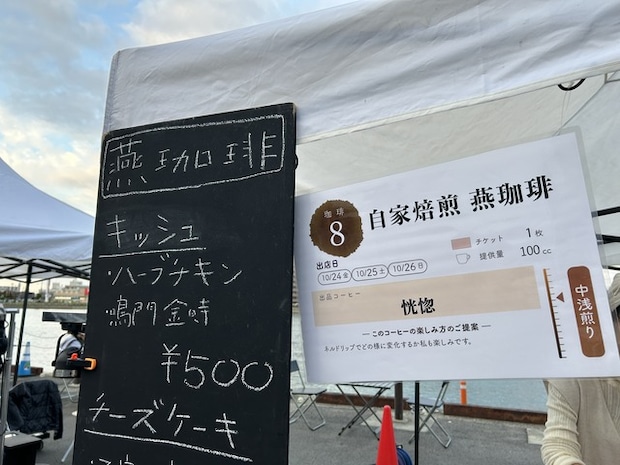 燕珈琲
キッシュ
・ハーブチキン
鳴門金時
¥500
チーズケーキ
珈琲
8
自家焙煎 燕珈琲
出店日
10/24金 10/25土 10/26日
チケット 1枚
提供量 100cc
出品コーヒー
恍惚
― このコーヒーの楽しみ方のご提案 ―
ネルドリップでどの様に変化するか私も楽しみです。
中浅煎り